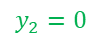 y₂ = 0